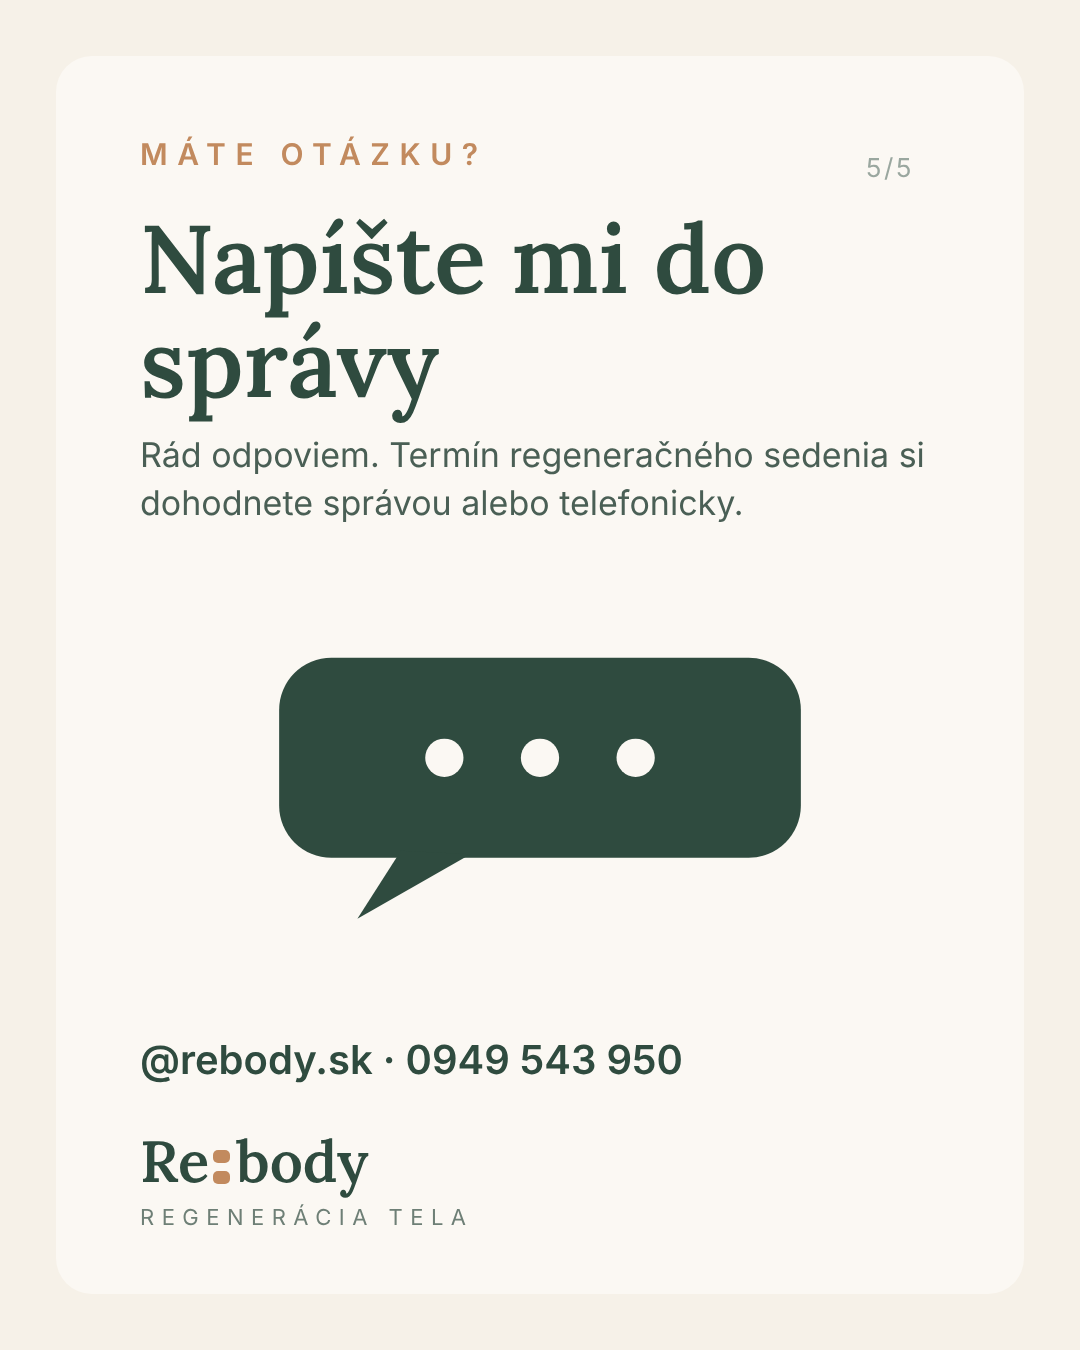 MÁTE OTÁZKU?
5/5
Napíšte mi do
správy
Rád odpoviem. Termín regeneračného sedenia si
dohodnete správou alebo telefonicky.
@rebody.sk · 0949 543 950
Re:body
REGENERÁCIA TELA